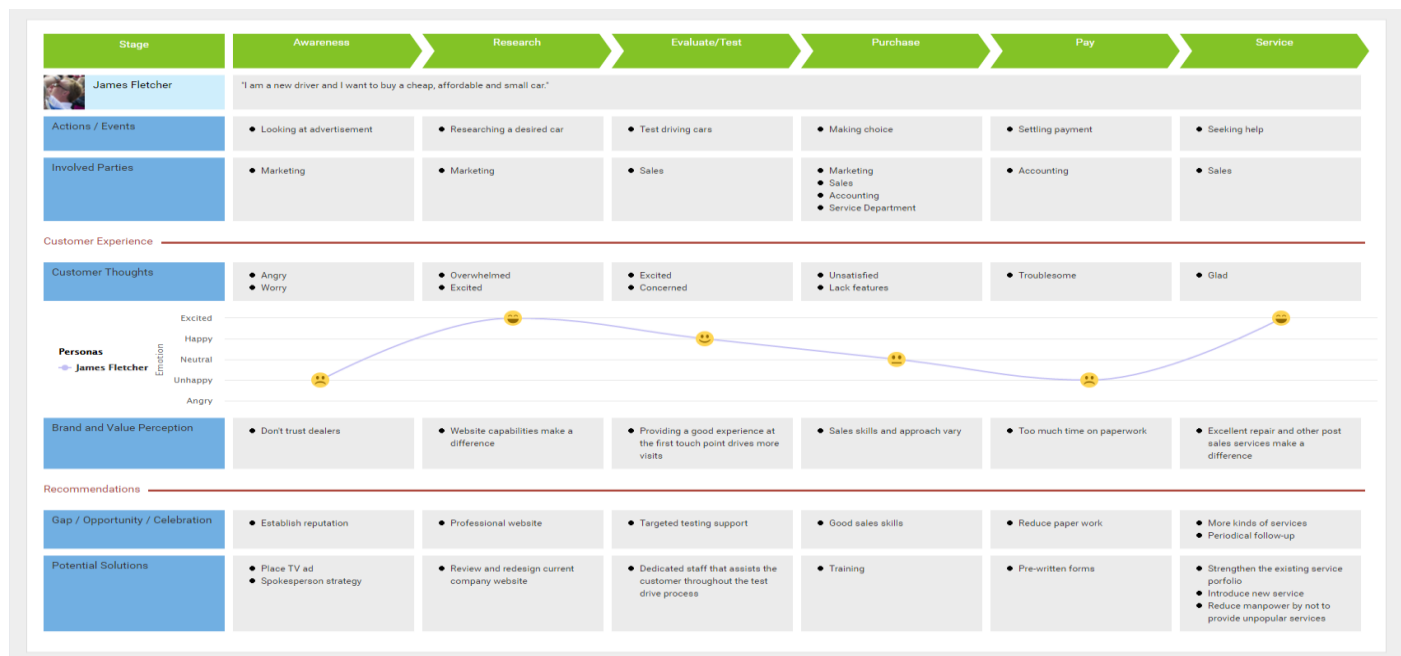 Stage Awareness Research Evaluate/Test Purchase Pay Service
James Fletcher "I am a new driver and I want to buy a cheap, affordable and small car."
Actions / Events
Looking at advertisement
Researching a desired car
Test driving cars
Making choice
Settling payment
Seeking help
Involved Parties
Marketing
Marketing
Sales
Marketing
Sales
Accounting
Service Department
Accounting
Sales
Customer Experience
Customer Thoughts
Angry
Worry
Overwhelmed
Excited
Excited
Concerned
Unsatisfied
Lack features
Troublesome
Glad
Personas
James Fletcher
Emotion
Excited
Happy
Neutral
Unhappy
Angry
Brand and Value Perception
Don't trust dealers
Website capabilities make a
difference
Providing a good experience at
the first touch point drives more
visits
Sales skills and approach vary
Too much time on paperwork
Excellent repair and other post
sales services make a
difference
Recommendations
Gap / Opportunity / Celebration
Establish reputation
Professional website
Targeted testing support
Good sales skills
Reduce paper work
More kinds of services
Periodical follow-up
Potential Solutions
Place TV ad
Spokesperson strategy
Review and redesign current
company website
Dedicated staff that assists the
customer throughout the test
drive process
Training
Pre-written forms
Strengthen the existing service
porfolio
Introduce new service
Reduce manpower by not to
provide unpopular services